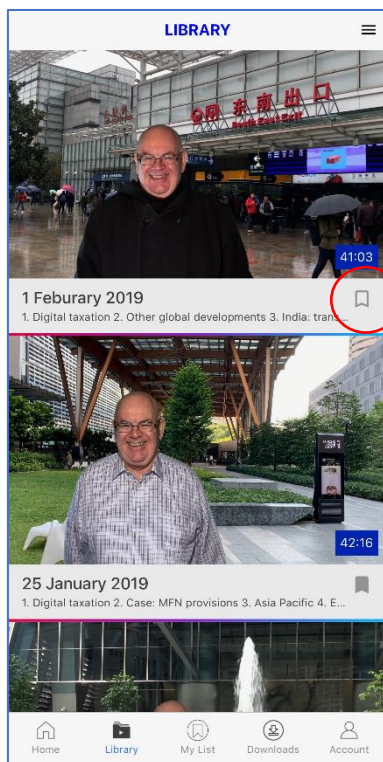 LIBRARY
东南出口
South East Exit
41:03
1 Feburary 2019
1. Digital taxation 2. Other global developments 3. India: trans...
42:16
25 January 2019
1. Digital taxation 2. Case: MFN provisions 3. Asia Pacific 4. E...
Home
Library
My List
Downloads
Account